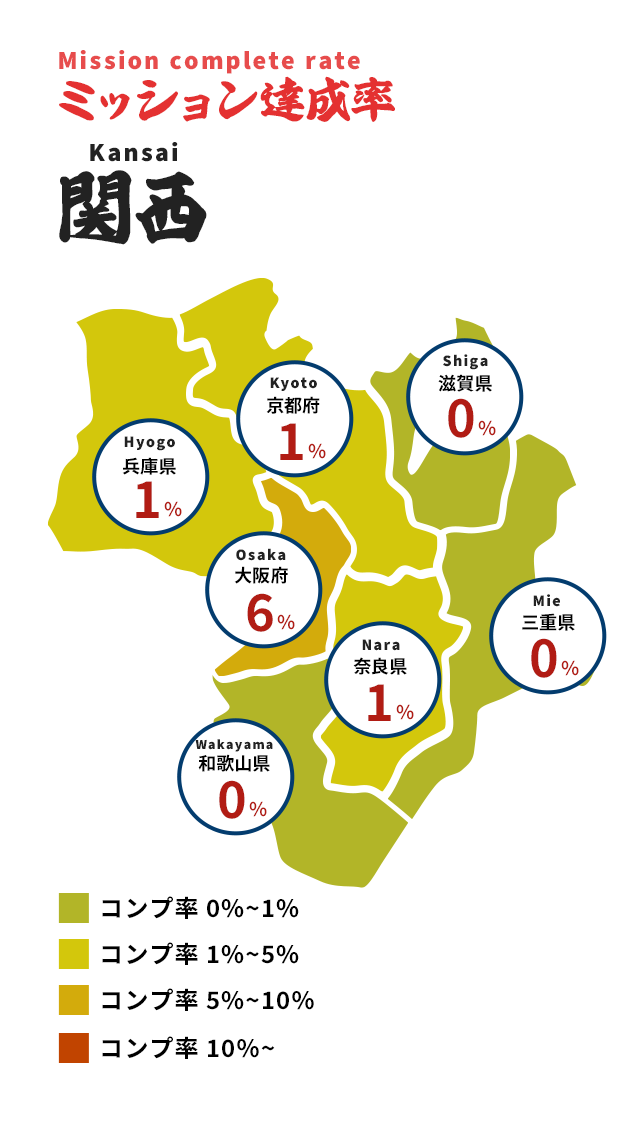 Mission complete rate
ミッション達成率
Kansai
関西
Shiga
滋賀県
0%
Kyoto
京都府
1%
Hyogo
兵庫県
1%
Osaka
大阪府
6%
Mie
三重県
0%
Nara
奈良県
1%
Wakayama
和歌山県
0%
コンプ率 0%~1%
コンプ率 1%~5%
コンプ率 5%~10%
コンプ率 10%~